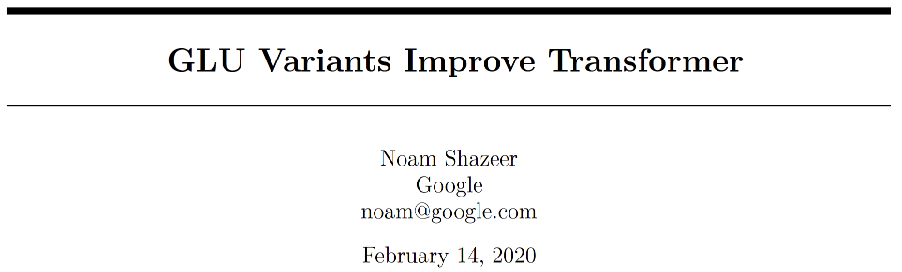 GLU Variants Improve Transformer
Noam Shazeer
Google
noam@google.com
February 14, 2020